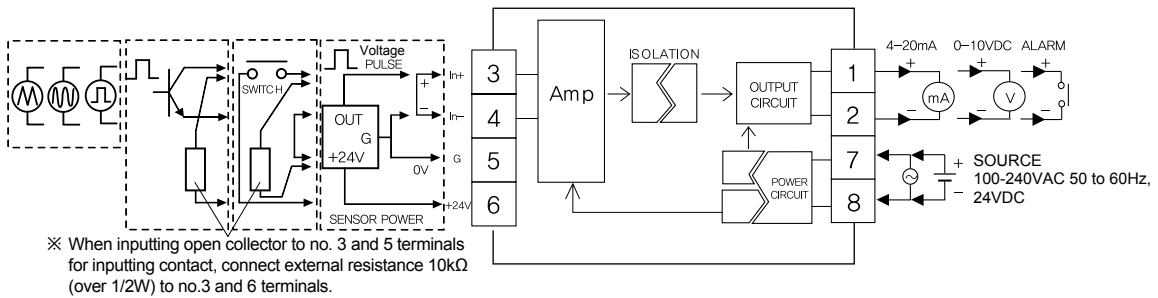 Voltage
PULSE
SWITCH
OUT
G
+24V
SENSOR POWER
0V
In+
+
−
In−
G
+24V
3
4
5
6
Amp
ISOLATION
OUTPUT
CIRCUIT
POWER
CIRCUIT
1
2
7
8
4−20mA 0−10VDC ALARM
+ + +
mA V
− − −
+ SOURCE
100-240VAC 50 to 60Hz,
− 24VDC
※ When inputting open collector to no. 3 and 5 terminals
for inputting contact, connect external resistance 10kΩ
(over 1/2W) to no.3 and 6 terminals.